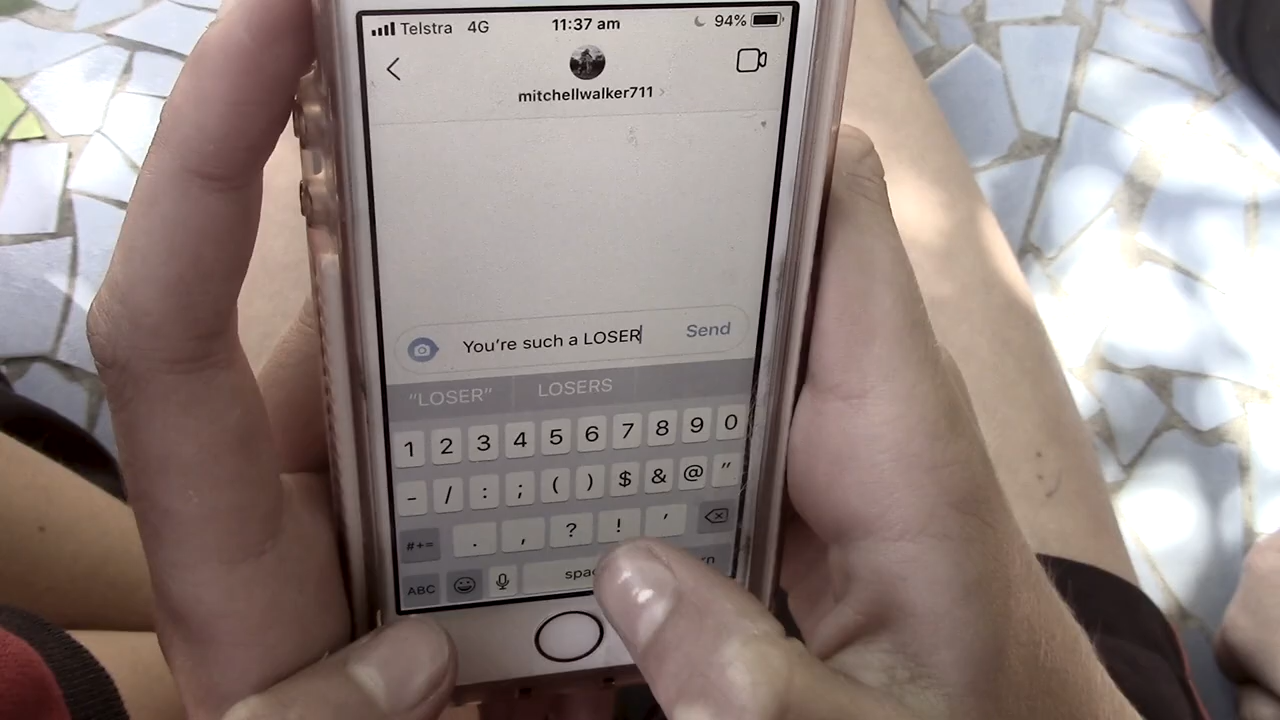 Telstra 4G 11:37 am 94%
mitchellwalker711
You're such a LOSER Send
"LOSER" LOSERS
1 2 3 4 5 6 7 8 9 0
- / : ; ( ) $ & @ "
#+= . , ? ! '
ABC